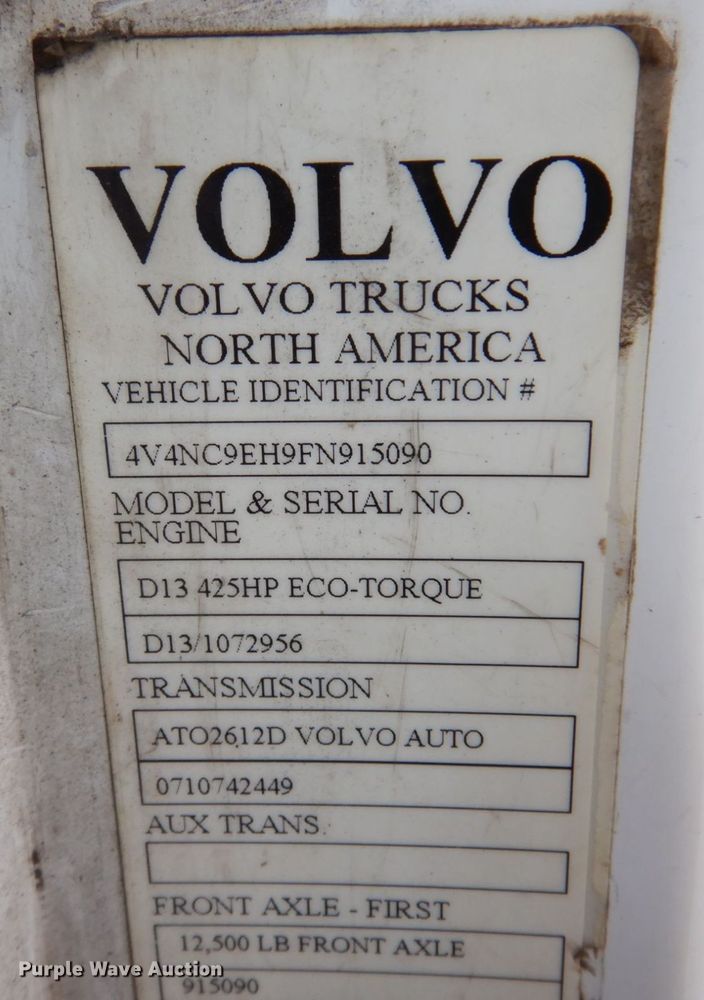 VOLVO
VOLVO TRUCKS
NORTH AMERICA
VEHICLE IDENTIFICATION #
4V4NC9EH9FN915090
MODEL & SERIAL NO.
ENGINE
D13 425HP ECO-TORQUE
D13/1072956
TRANSMISSION
ATO2612D VOLVO AUTO
0710742449
AUX TRANS.
FRONT AXLE - FIRST
12,500 LB FRONT AXLE
915090
Purple Wave Auction